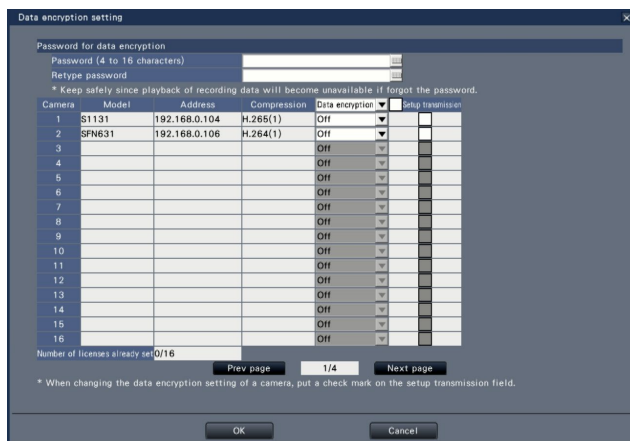 Data encryption setting
Password for data encryption
Password (4 to 16 characters)
Retype password
* Keep safely since playback of recording data will become unavailable if forgot the password.
Camera Model Address Compression Data encryption Setup transmission
1 S1131 192.168.0.104 H.265(1) Off
2 SFN631 192.168.0.106 H.264(1) Off
3 Off
4 Off
5 Off
6 Off
7 Off
8 Off
9 Off
10 Off
11 Off
12 Off
13 Off
14 Off
15 Off
16 Off
Number of licenses already set 0/16
Prev page 1/4 Next page
* When changing the data encryption setting of a camera, put a check mark on the setup transmission field.
OK Cancel